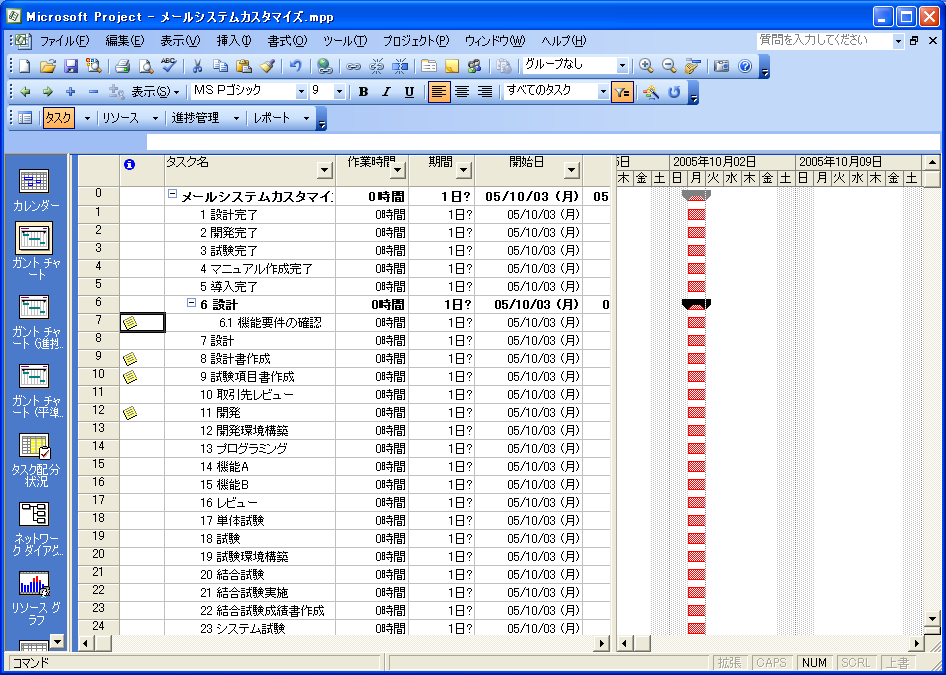 Microsoft Project - メールシステムカスタマイズ.mpp
ファイル(F) 編集(E) 表示(V) 挿入(I) 書式(O) ツール(T) プロジェクト(P) ウィンドウ(W) ヘルプ(H) 質問を入力してください
グループなし
表示(S) MS Pゴシック 9 B I U すべてのタスク
タスク リソース 進捗管理 レポート
カレンダー
ガント チャート
ガント チャート (進捗..
ガント チャート (平準..
タスク配分状況
ネットワーク ダイアグ..
リソース グラフ
タスク名 作業時間 期間 開始日
5日 2005年10月02日 2005年10月09日
木 金 土 日 月 火 水 木 金 土 日 月 火 水 木 金 土
0 メールシステムカスタマイ 0時間 1日? 05/10/03 (月) 05
1 1 設計完了 0時間 1日? 05/10/03 (月)
2 2 開発完了 0時間 1日? 05/10/03 (月)
3 3 試験完了 0時間 1日? 05/10/03 (月)
4 4 マニュアル作成完了 0時間 1日? 05/10/03 (月)
5 5 導入完了 0時間 1日? 05/10/03 (月)
6 6 設計 0時間 1日? 05/10/03 (月) 0
7 6.1 機能要件の確認 0時間 1日? 05/10/03 (月)
8 7 設計 0時間 1日? 05/10/03 (月)
9 8 設計書作成 0時間 1日? 05/10/03 (月)
10 9 試験項目書作成 0時間 1日? 05/10/03 (月)
11 10 取引先レビュー 0時間 1日? 05/10/03 (月)
12 11 開発 0時間 1日? 05/10/03 (月)
13 12 開発環境構築 0時間 1日? 05/10/03 (月)
14 13 プログラミング 0時間 1日? 05/10/03 (月)
15 14 機能A 0時間 1日? 05/10/03 (月)
16 15 機能B 0時間 1日? 05/10/03 (月)
17 16 レビュー 0時間 1日? 05/10/03 (月)
18 17 単体試験 0時間 1日? 05/10/03 (月)
19 18 試験 0時間 1日? 05/10/03 (月)
20 19 試験環境構築 0時間 1日? 05/10/03 (月)
21 20 結合試験 0時間 1日? 05/10/03 (月)
22 21 結合試験実施 0時間 1日? 05/10/03 (月)
23 22 結合試験成績書作成 0時間 1日? 05/10/03 (月)
24 23 システム試験 0時間 1日? 05/10/03 (月)
コマンド 拡張 CAPS NUM SCRL 上書